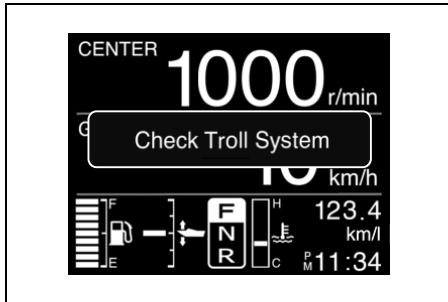 CENTER
1000 r/min
G
Check Troll System
km/h
F
E
F
N
R
H
C
123.4
km/l
PM 11:34